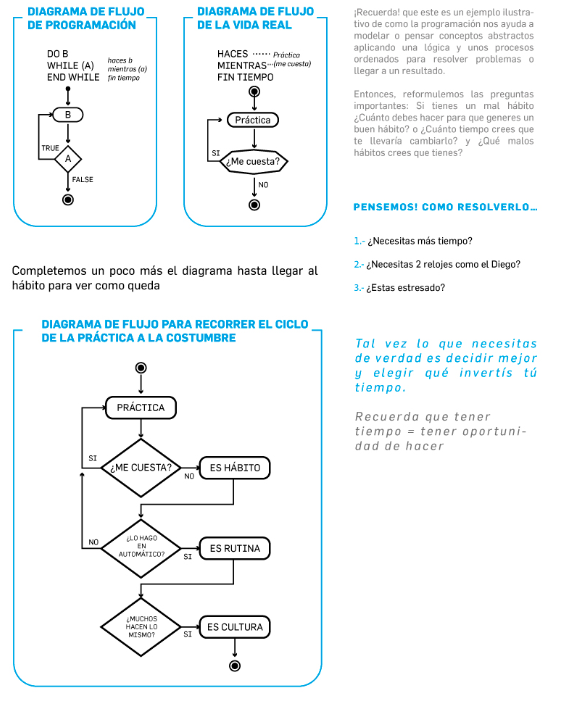 DIAGRAMA DE FLUJO
DE PROGRAMACIÓN
DO B
WHILE (A)
END WHILE
haces b
mientras (a)
fin tiempo
B
TRUE
A
FALSE
DIAGRAMA DE FLUJO
DE LA VIDA REAL
HACES ······ Práctica
MIENTRAS···(me cuesta)
FIN TIEMPO
Práctica
SI
¿Me cuesta?
NO
¡Recuerda! que este es un ejemplo ilustra-
tivo de como la programación nos ayuda a
modelar o pensar conceptos abstractos
aplicando una lógica y unos procesos
ordenados para resolver problemas o
llegar a un resultado.
Entonces, reformulemos las preguntas
importantes: Si tienes un mal hábito
¿Cuánto debes hacer para que generes un
buen hábito? o ¿Cuánto tiempo crees que
te llevaría cambiarlo? y ¿Qué malos
hábitos crees que tienes?
PENSEMOS! COMO RESOLVERLO...
1.- ¿Necesitas más tiempo?
2.- ¿Necesitas 2 relojes como el Diego?
3.- ¿Estas estresado?
Completemos un poco más el diagrama hasta llegar al
hábito para ver como queda
DIAGRAMA DE FLUJO PARA RECORRER EL CICLO
DE LA PRÁCTICA A LA COSTUMBRE
PRÁCTICA
SI
¿ME CUESTA?
NO
ES HÁBITO
NO
¿LO HAGO
EN
AUTOMÁTICO?
SI
ES RUTINA
¿MUCHOS
HACEN LO
MISMO?
SI
ES CULTURA
Tal vez lo que necesitas
de verdad es decidir mejor
y elegir qué invertís tú
tiempo.
Recuerda que tener
tiempo = tener oportuni-
dad de hacer